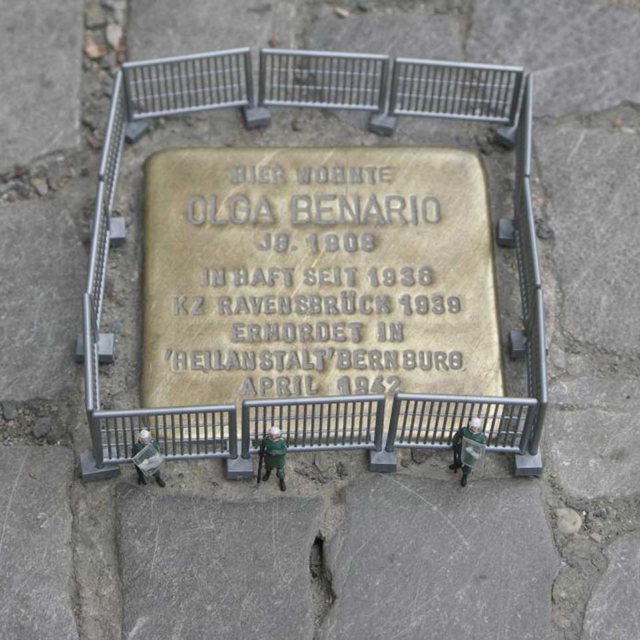 HIER WOHNTE
OLGA BENARIO
JG. 1908
IN HAFT SEIT 1936
KZ RAVENSBRÜCK 1939
ERMORDET IN
'HEILANSTALT' BERNBURG
APRIL 1942